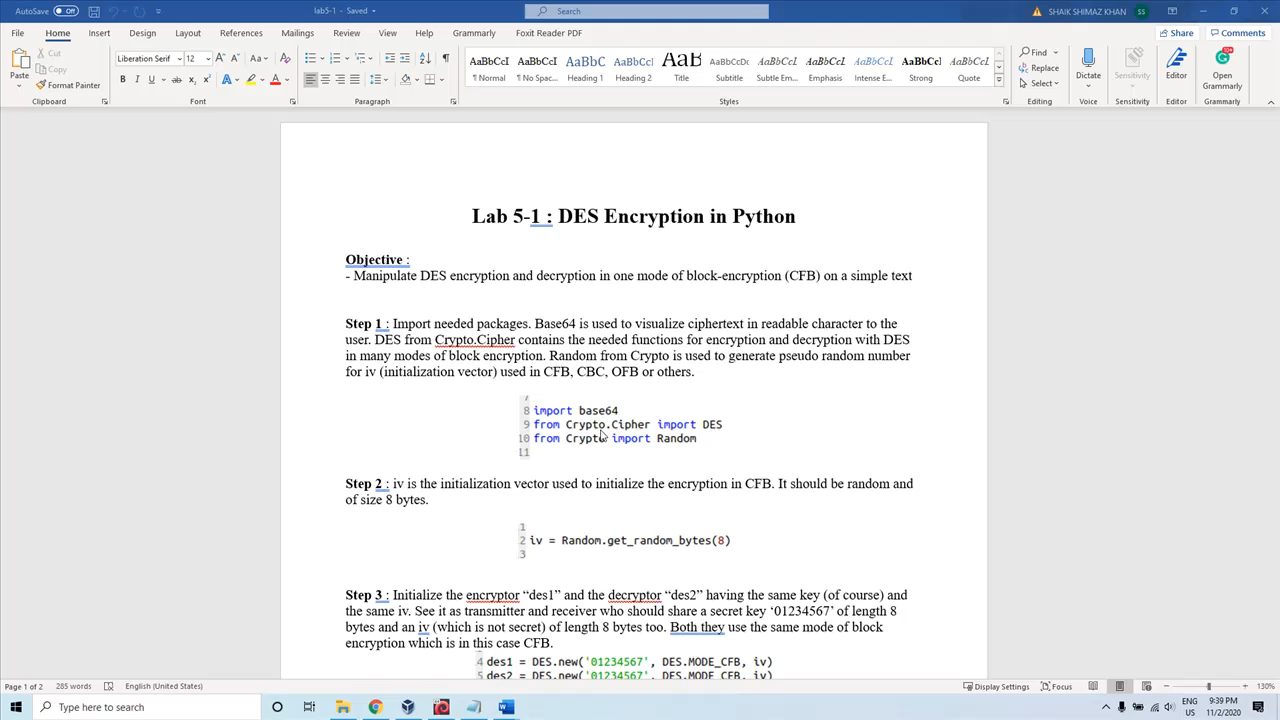 AutoSave Off
lab5-1 - Saved
Search
SHAIK SHIMAZ KHAN
SS
File Home Insert Design Layout References Mailings Review View Help Grammarly Foxit Reader PDF
Share Comments
Paste
Cut
Copy
Format Painter
Liberation Serif 12
AaBbCcI AaBbCcI AaBbC AaBbCcI AaB AaBbCcDc AaBbCcI AaBbCcI AaBbCcI AaBbCcI AaBbCcI
¶ Normal ¶ No Spac... Heading 1 Heading 2 Title Subtitle Subtle Em... Emphasis Intense E... Strong Quote
Find
Replace
Select
Dictate Sensitivity Editor Open Grammarly
Clipboard Font Paragraph Styles Editing Voice Sensitivity Editor Grammarly
Lab 5-1 : DES Encryption in Python
Objective :
- Manipulate DES encryption and decryption in one mode of block-encryption (CFB) on a simple text
Step 1 : Import needed packages. Base64 is used to visualize ciphertext in readable character to the
user. DES from Crypto.Cipher contains the needed functions for encryption and decryption with DES
in many modes of block encryption. Random from Crypto is used to generate pseudo random number
for iv (initialization vector) used in CFB, CBC, OFB or others.
7
8 import base64
9 from Crypto.Cipher import DES
10 from Crypto import Random
11
Step 2 : iv is the initialization vector used to initialize the encryption in CFB. It should be random and
of size 8 bytes.
1
2 iv = Random.get_random_bytes(8)
3
Step 3 : Initialize the encryptor “des1” and the decryptor “des2” having the same key (of course) and
the same iv. See it as transmitter and receiver who should share a secret key ‘01234567’ of length 8
bytes and an iv (which is not secret) of length 8 bytes too. Both they use the same mode of block
encryption which is in this case CFB.
4 des1 = DES.new('01234567', DES.MODE_CFB, iv)
5 des2 = DES.new('01234567', DES.MODE_CFB, iv)
Page 1 of 2 285 words English (United States) Display Settings Focus 130%
Type here to search
ENG
US
9:39 PM
11/2/2020